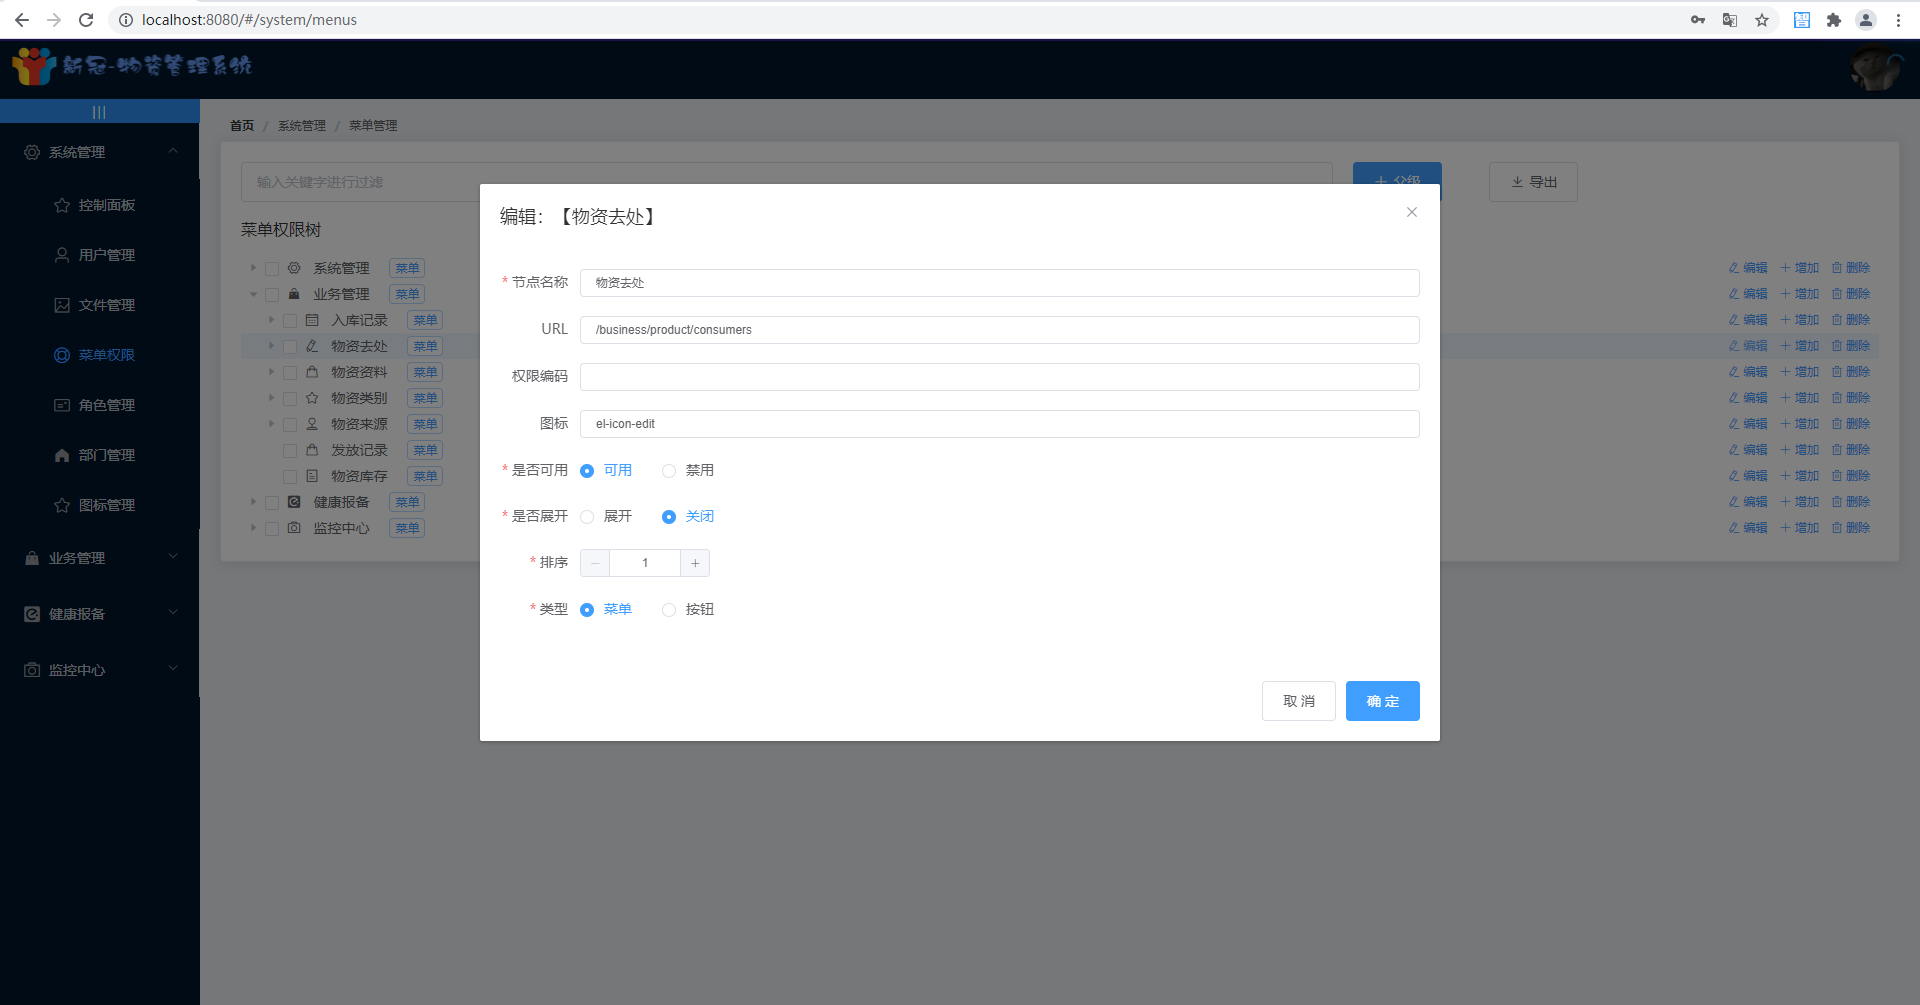 localhost:8080/#/system/menus
新冠-物资管理系统
|||
首页 / 系统管理 / 菜单管理
系统管理
控制面板
用户管理
文件管理
菜单权限
角色管理
部门管理
图标管理
业务管理
健康报备
监控中心
输入关键字进行过滤
父级
导出
菜单权限树
系统管理 菜单 编辑 增加 删除
业务管理 菜单 编辑 增加 删除
入库记录 菜单 编辑 增加 删除
物资去处 菜单 编辑 增加 删除
物资资料 菜单 编辑 增加 删除
物资类别 菜单 编辑 增加 删除
物资来源 菜单 编辑 增加 删除
发放记录 菜单 编辑 增加 删除
物资库存 菜单 编辑 增加 删除
健康报备 菜单 编辑 增加 删除
监控中心 菜单 编辑 增加 删除
编辑：【物资去处】
* 节点名称 物资去处
URL /business/product/consumers
权限编码
图标 el-icon-edit
* 是否可用 可用 禁用
* 是否展开 展开 关闭
* 排序 − 1 +
* 类型 菜单 按钮
取 消 确 定